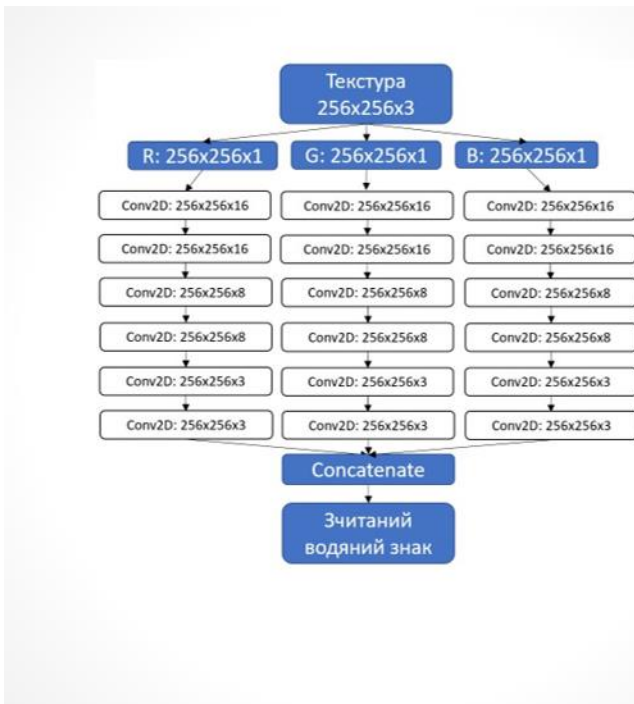 Текстура
256x256x3
R: 256x256x1 G: 256x256x1 B: 256x256x1
Conv2D: 256x256x16 Conv2D: 256x256x16 Conv2D: 256x256x16
Conv2D: 256x256x16 Conv2D: 256x256x16 Conv2D: 256x256x16
Conv2D: 256x256x8 Conv2D: 256x256x8 Conv2D: 256x256x8
Conv2D: 256x256x8 Conv2D: 256x256x8 Conv2D: 256x256x8
Conv2D: 256x256x3 Conv2D: 256x256x3 Conv2D: 256x256x3
Conv2D: 256x256x3 Conv2D: 256x256x3 Conv2D: 256x256x3
Concatenate
Зчитаний
водяний знак